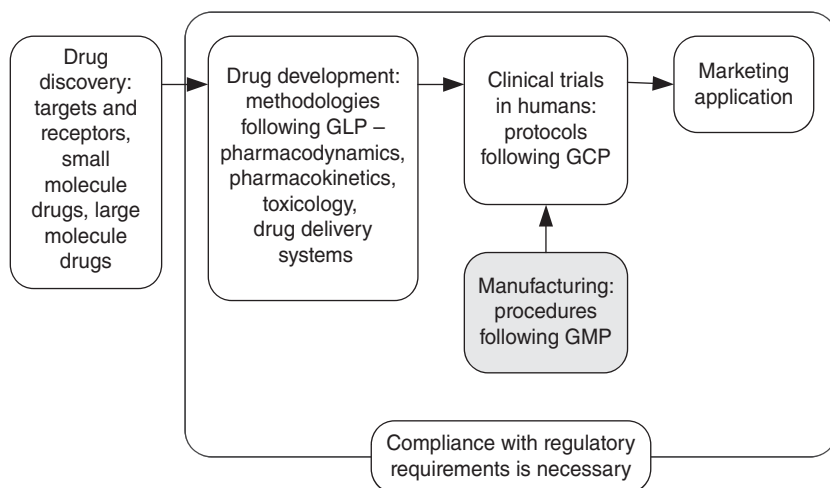 Drug
discovery:
targets and
receptors,
small
molecule
drugs, large
molecule
drugs
Drug development:
methodologies
following GLP –
pharmacodynamics,
pharmacokinetics,
toxicology,
drug delivery
systems
Clinical trials
in humans:
protocols
following GCP
Marketing
application
Manufacturing:
procedures
following GMP
Compliance with regulatory
requirements is necessary